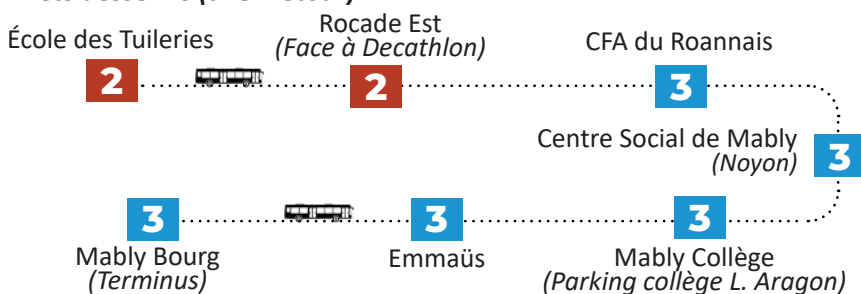 École des Tuileries
Rocade Est
(Face à Decathlon)
CFA du Roannais
2
2
3
Centre Social de Mably
(Noyon)
3
3
3
3
Mably Bourg
(Terminus)
Emmaüs
Mably Collège
(Parking collège L. Aragon)